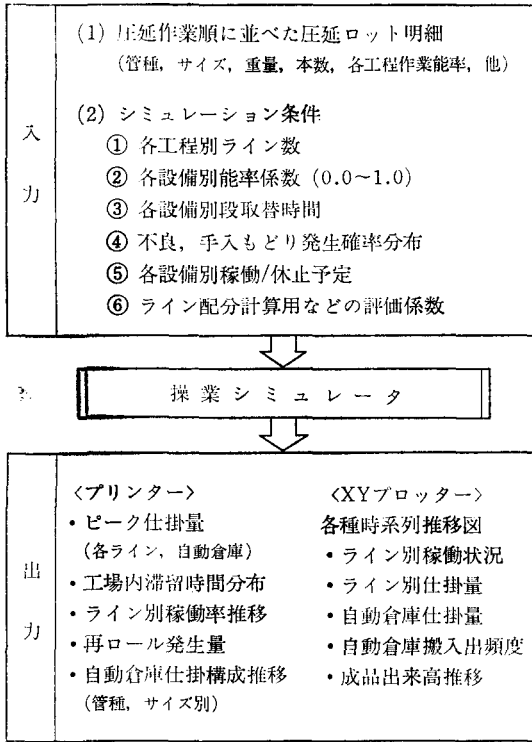 入力
(1) 圧延作業順に並べた圧延ロット明細
(管種,サイズ,重量,本数,各工程作業能率,他)
(2) シミュレーション条件
① 各工程別ライン数
② 各設備別能率係数 (0.0~1.0)
③ 各設備別段取替時間
④ 不良,手入もどり発生確率分布
⑤ 各設備別稼働/休止予定
⑥ ライン配分計算用などの評価係数
操業シミュレータ
出力
<プリンター>
・ピーク仕掛量
(各ライン,自動倉庫)
・工場内滞留時間分布
・ライン別稼働率推移
・再ロール発生量
・自動倉庫仕掛構成推移
(管種,サイズ別)
<XYプロッター>
各種時系列推移図
・ライン別稼働状況
・ライン別仕掛量
・自動倉庫仕掛量
・自動倉庫搬入出頻度
・成品出来高推移